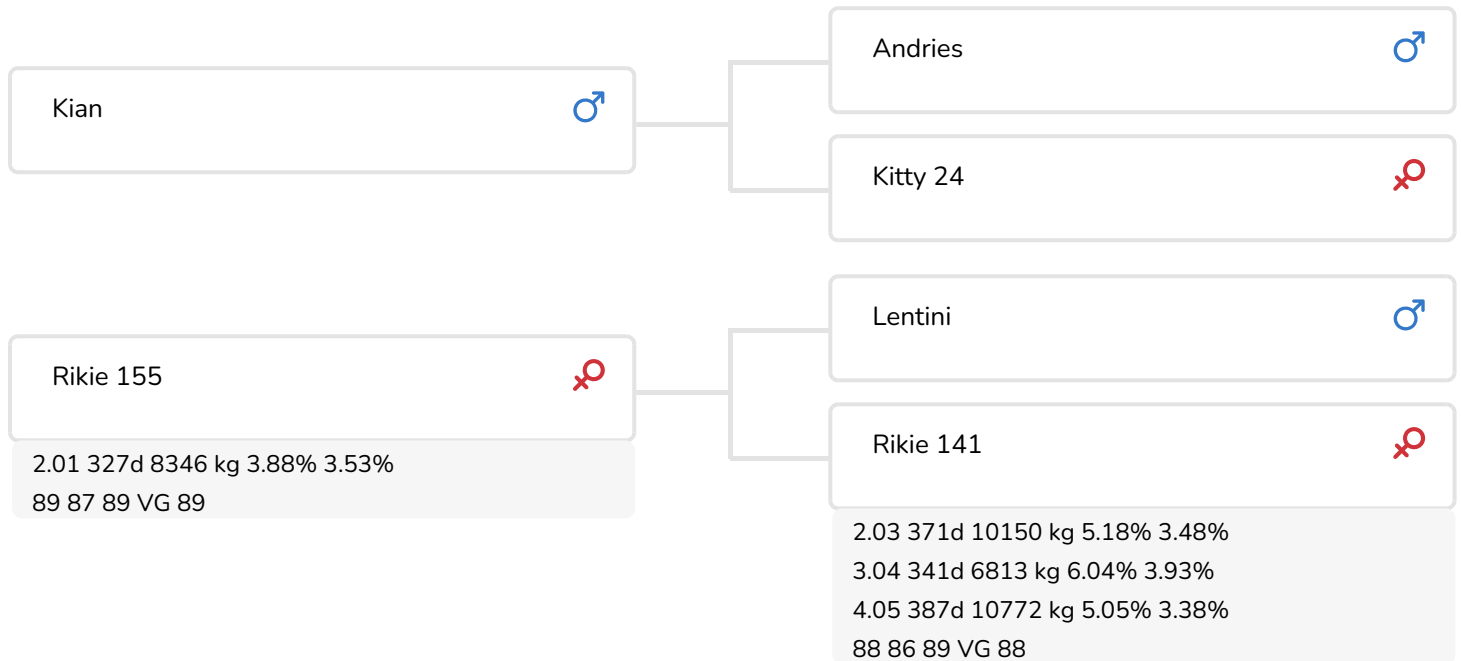 Kian
Andries
Kitty 24
Rikie 155
2.01 327d 8346 kg 3.88% 3.53%
89 87 89 VG 89
Lentini
Rikie 141
2.03 371d 10150 kg 5.18% 3.48%
3.04 341d 6813 kg 6.04% 3.93%
4.05 387d 10772 kg 5.05% 3.38%
88 86 89 VG 88